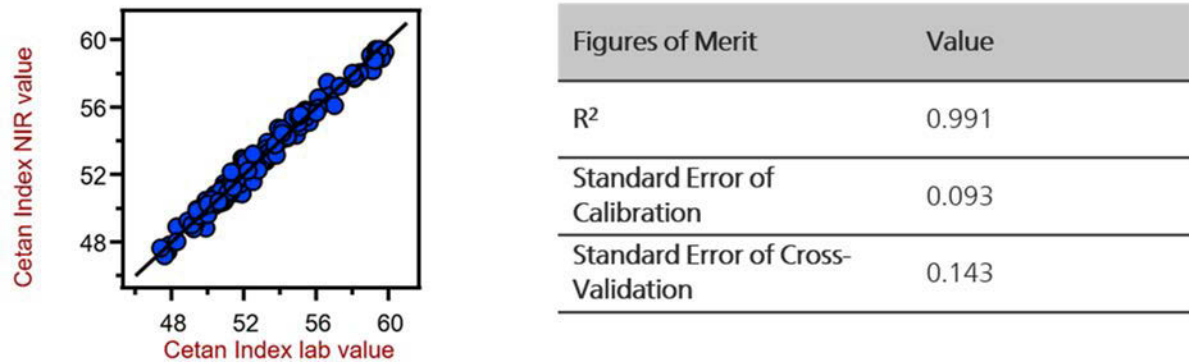 Cetan Index NIR value
60
56
52
48
48 52 56 60
Cetan Index lab value
Figures of Merit Value
R² 0.991
Standard Error of
Calibration 0.093
Standard Error of Cross-
Validation 0.143